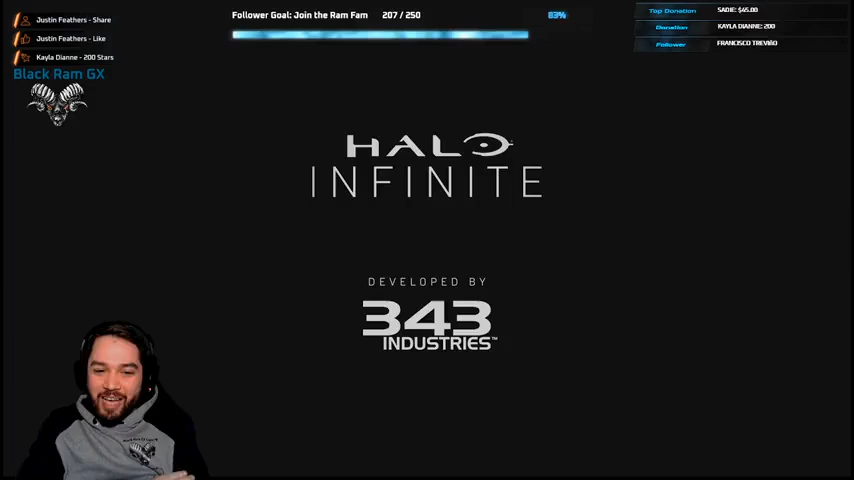 Justin Feathers - Share
Justin Feathers - Like
Kayla Dianne - 200 Stars
Black Ram GX
Follower Goal: Join the Ram Fam 207 / 250 83%
Top Donation SADIE: $45.00
Donation KAYLA DIANNE: 200
Follower FRANCISCO TREVIÑO
HALO
INFINITE
DEVELOPED BY
343
INDUSTRIES™